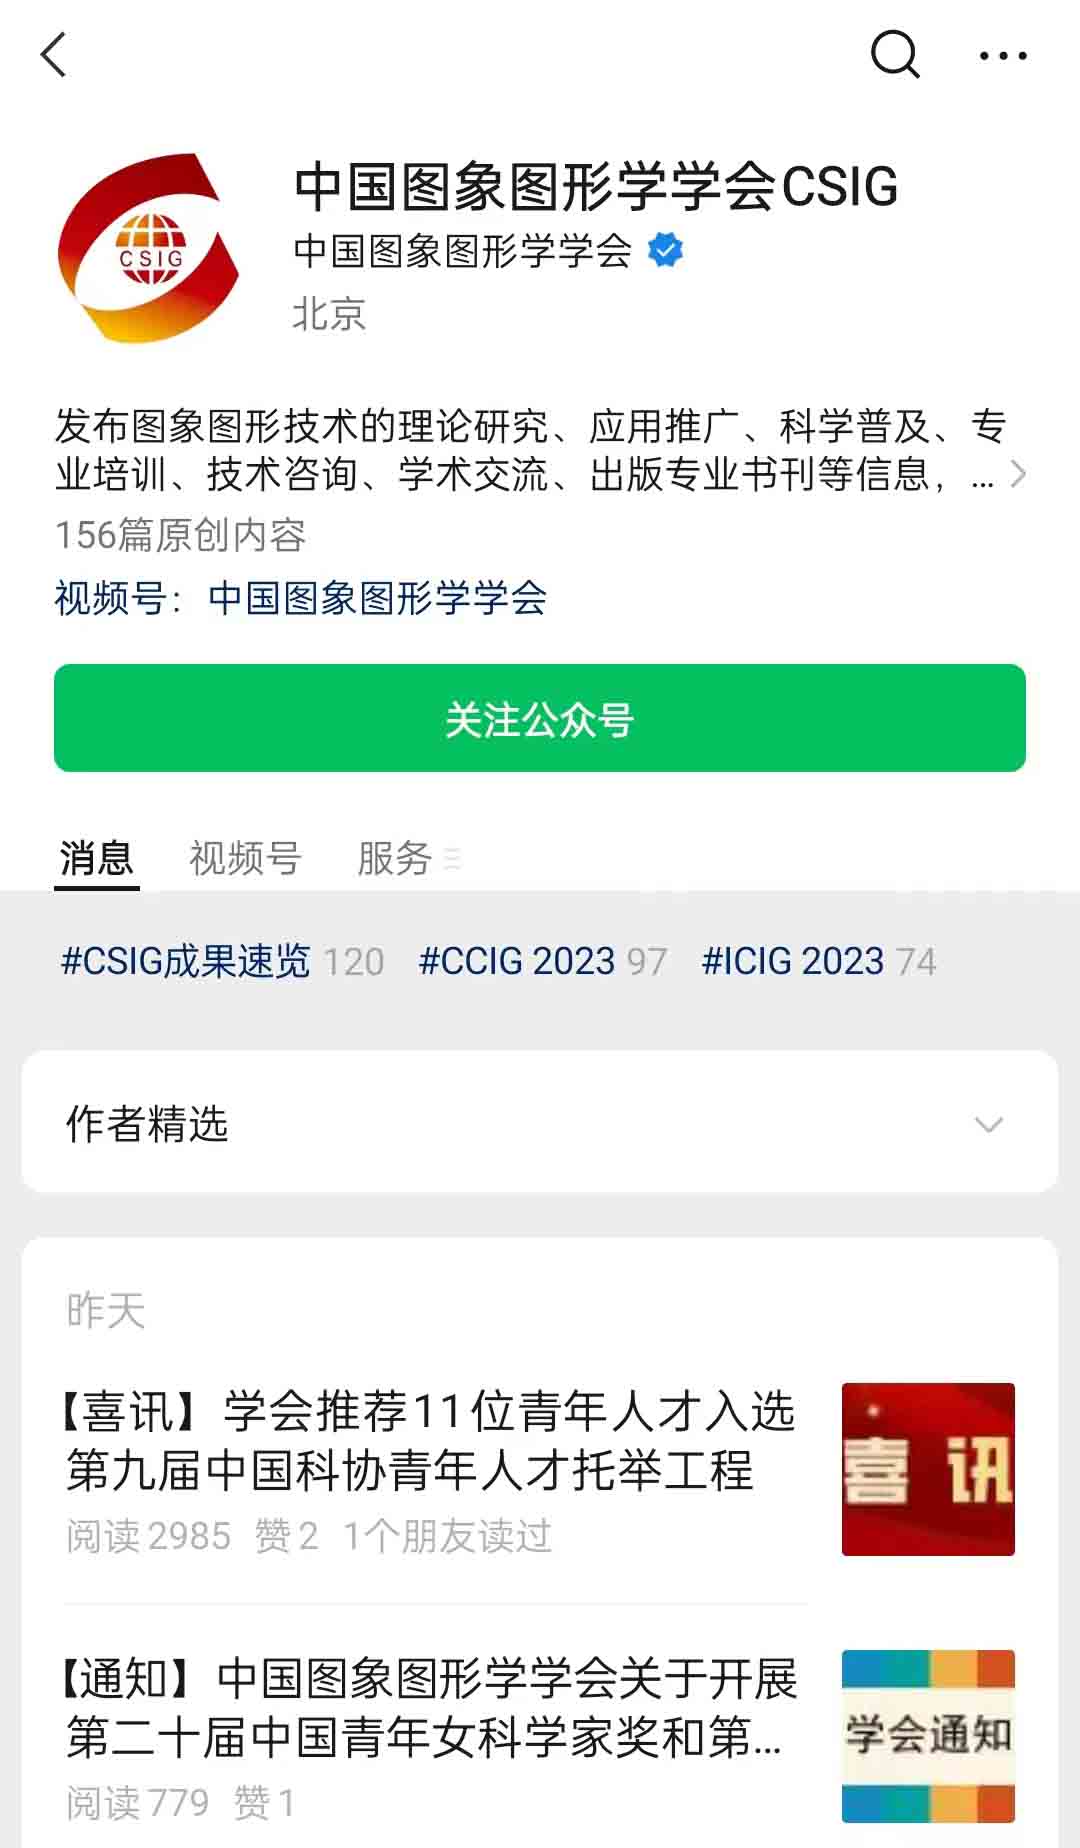 CSIG
中国图象图形学学会CSIG
中国图象图形学学会
北京
发布图象图形技术的理论研究、应用推广、科学普及、专
业培训、技术咨询、学术交流、出版专业书刊等信息，...
156篇原创内容
视频号：中国图象图形学学会
关注公众号
消息 视频号 服务
#CSIG成果速览 120 #CCIG 2023 97 #ICIG 2023 74
作者精选
昨天
【喜讯】学会推荐11位青年人才入选
第九届中国科协青年人才托举工程
阅读 2985 赞 2 1个朋友读过
喜讯
【通知】中国图象图形学学会关于开展
第二十届中国青年女科学家奖和第...
阅读 779 赞 1
学会通知